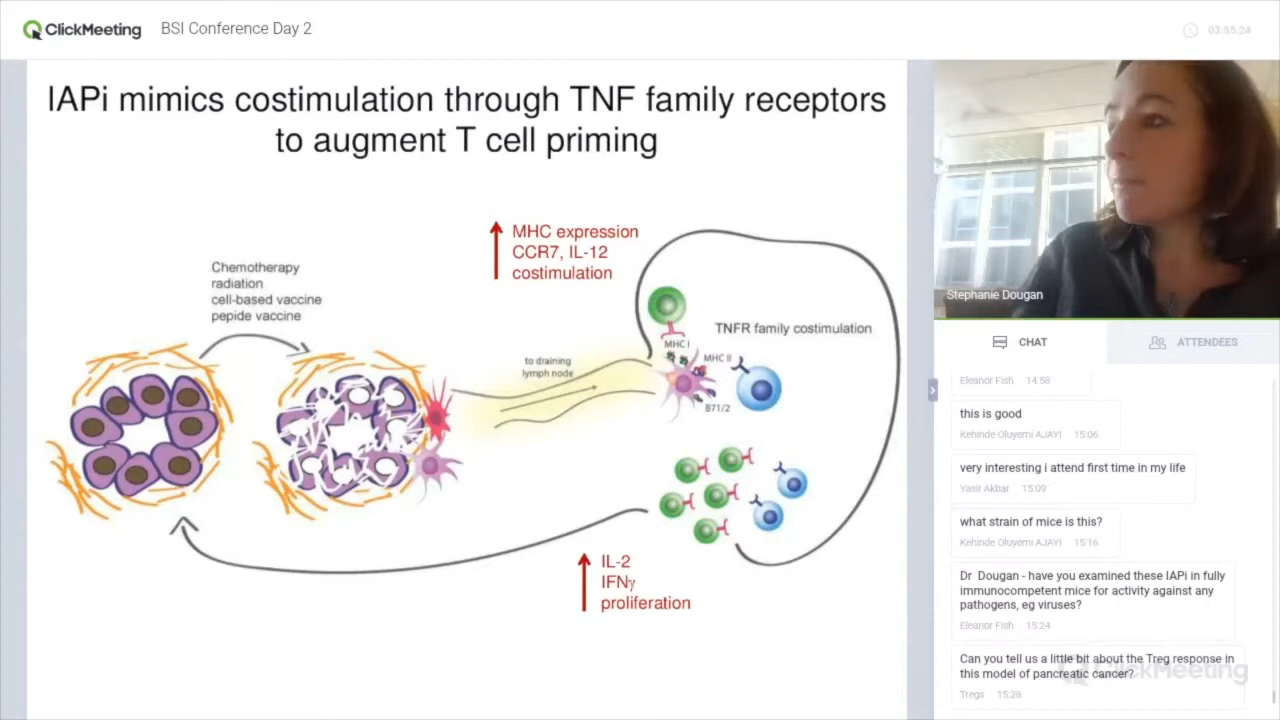 ClickMeeting
BSI Conference Day 2
03:55:24
IAPi mimics costimulation through TNF family receptors
to augment T cell priming
MHC expression
CCR7, IL-12
costimulation
Chemotherapy
radiation
cell-based vaccine
pepide vaccine
to draining
lymph node
TNFR family costimulation
MHC I
MHC II
B71/2
IL-2
IFNγ
proliferation
Stephanie Dougan
CHAT
ATTENDEES
Eleanor Fish 14:58
this is good
Kehinde Oluyemi AJAYI 15:06
very interesting i attend first time in my life
Yasir Akbar 15:09
what strain of mice is this?
Kehinde Oluyemi AJAYI 15:16
Dr Dougan - have you examined these IAPi in fully
immunocompetent mice for activity against any
pathogens, eg viruses?
Eleanor Fish 15:24
Can you tell us a little bit about the Treg response in
this model of pancreatic cancer?
Tregs 15:28
ClickMeeting